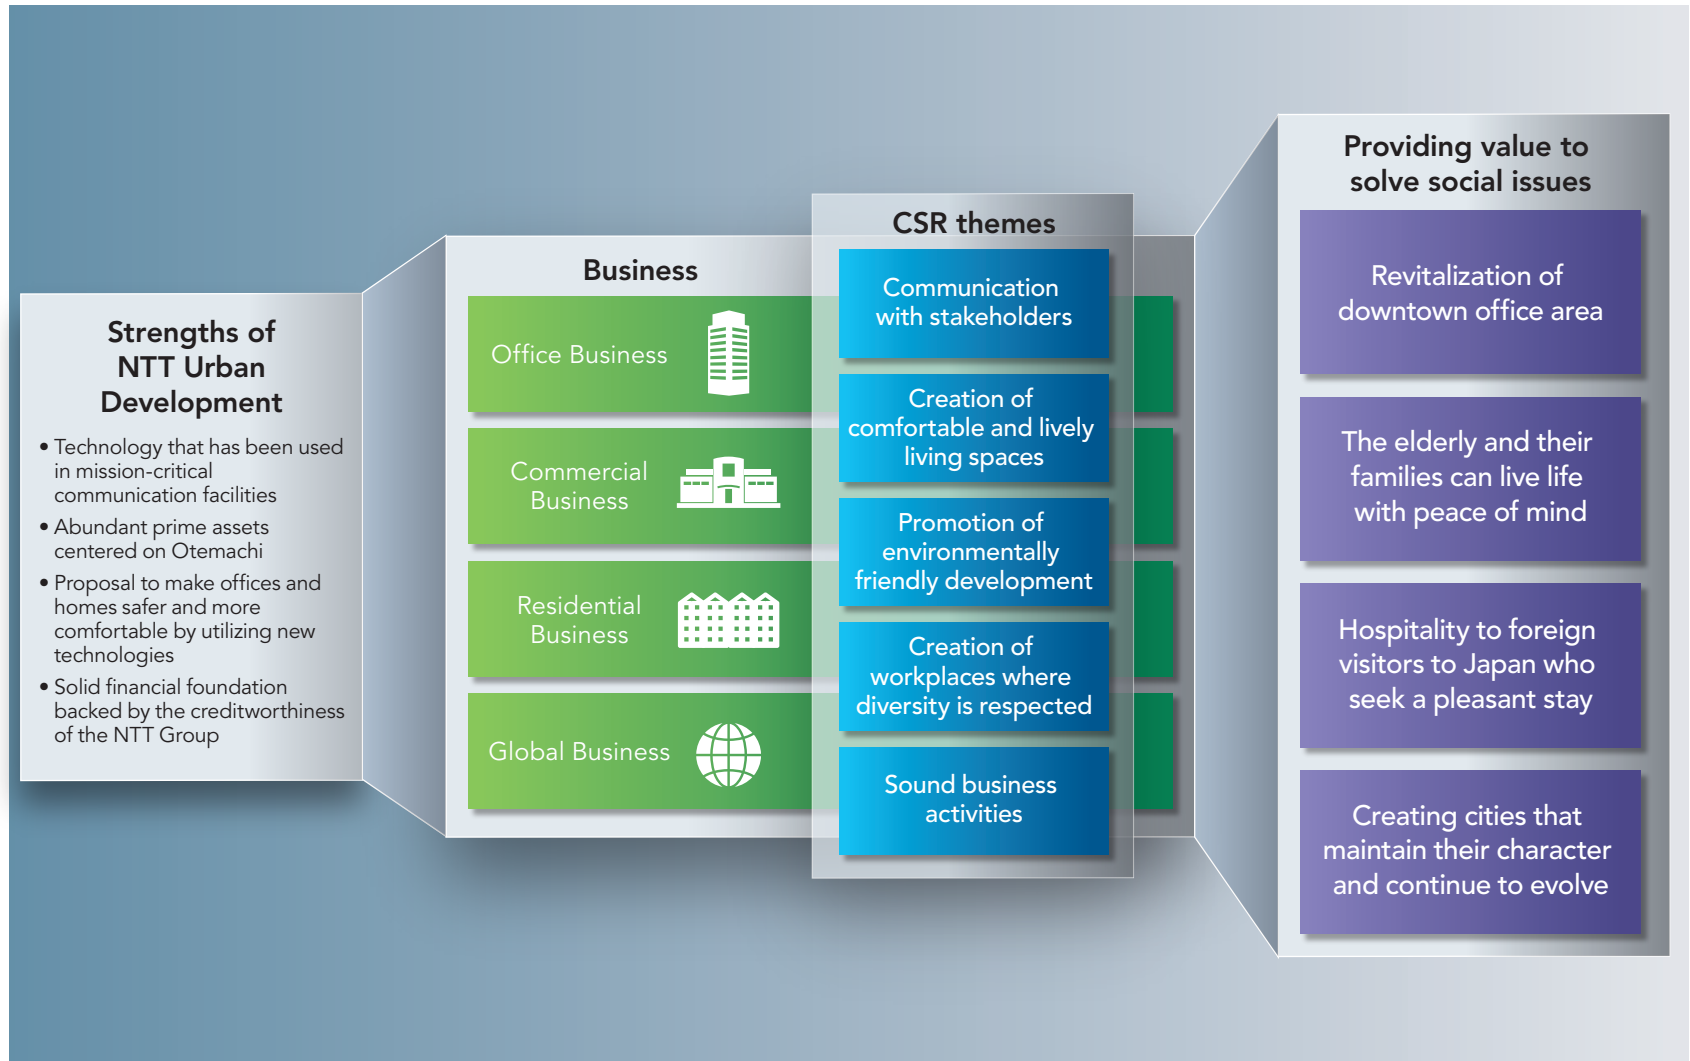 Strengths of
NTT Urban
Development
• Technology that has been used
in mission-critical
communication facilities
• Abundant prime assets
centered on Otemachi
• Proposal to make offices and
homes safer and more
comfortable by utilizing new
technologies
• Solid financial foundation
backed by the creditworthiness
of the NTT Group
Business
Office Business
Commercial
Business
Residential
Business
Global Business
CSR themes
Communication
with stakeholders
Creation of
comfortable and lively
living spaces
Promotion of
environmentally
friendly development
Creation of
workplaces where
diversity is respected
Sound business
activities
Providing value to
solve social issues
Revitalization of
downtown office area
The elderly and their
families can live life
with peace of mind
Hospitality to foreign
visitors to Japan who
seek a pleasant stay
Creating cities that
maintain their character
and continue to evolve